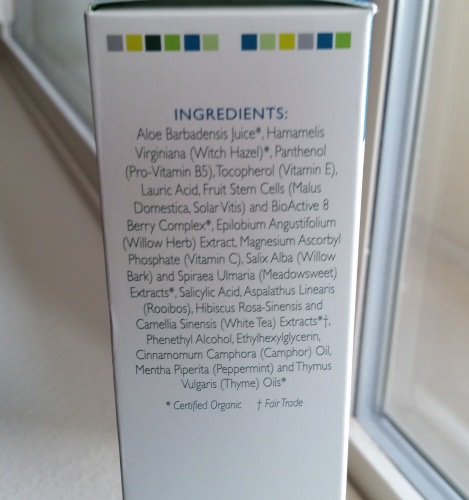 INGREDIENTS:
Aloe Barbadensis Juice*, Hamamelis
Virginiana (Witch Hazel)*, Panthenol
(Pro-Vitamin B5), Tocopherol (Vitamin E),
Lauric Acid, Fruit Stem Cells (Malus
Domestica, Solar Vitis) and BioActive 8
Berry Complex*, Epilobium Angustifolium
(Willow Herb) Extract, Magnesium Ascorbyl
Phosphate (Vitamin C), Salix Alba (Willow
Bark) and Spiraea Ulmaria (Meadowsweet)
Extracts*, Salicylic Acid, Aspalathus Linearis
(Rooibos), Hibiscus Rosa-Sinensis and
Camellia Sinensis (White Tea) Extracts*†,
Phenethyl Alcohol, Ethylhexylglycerin,
Cinnamomum Camphora (Camphor) Oil,
Mentha Piperita (Peppermint) and Thymus
Vulgaris (Thyme) Oils*
* Certified Organic † Fair Trade